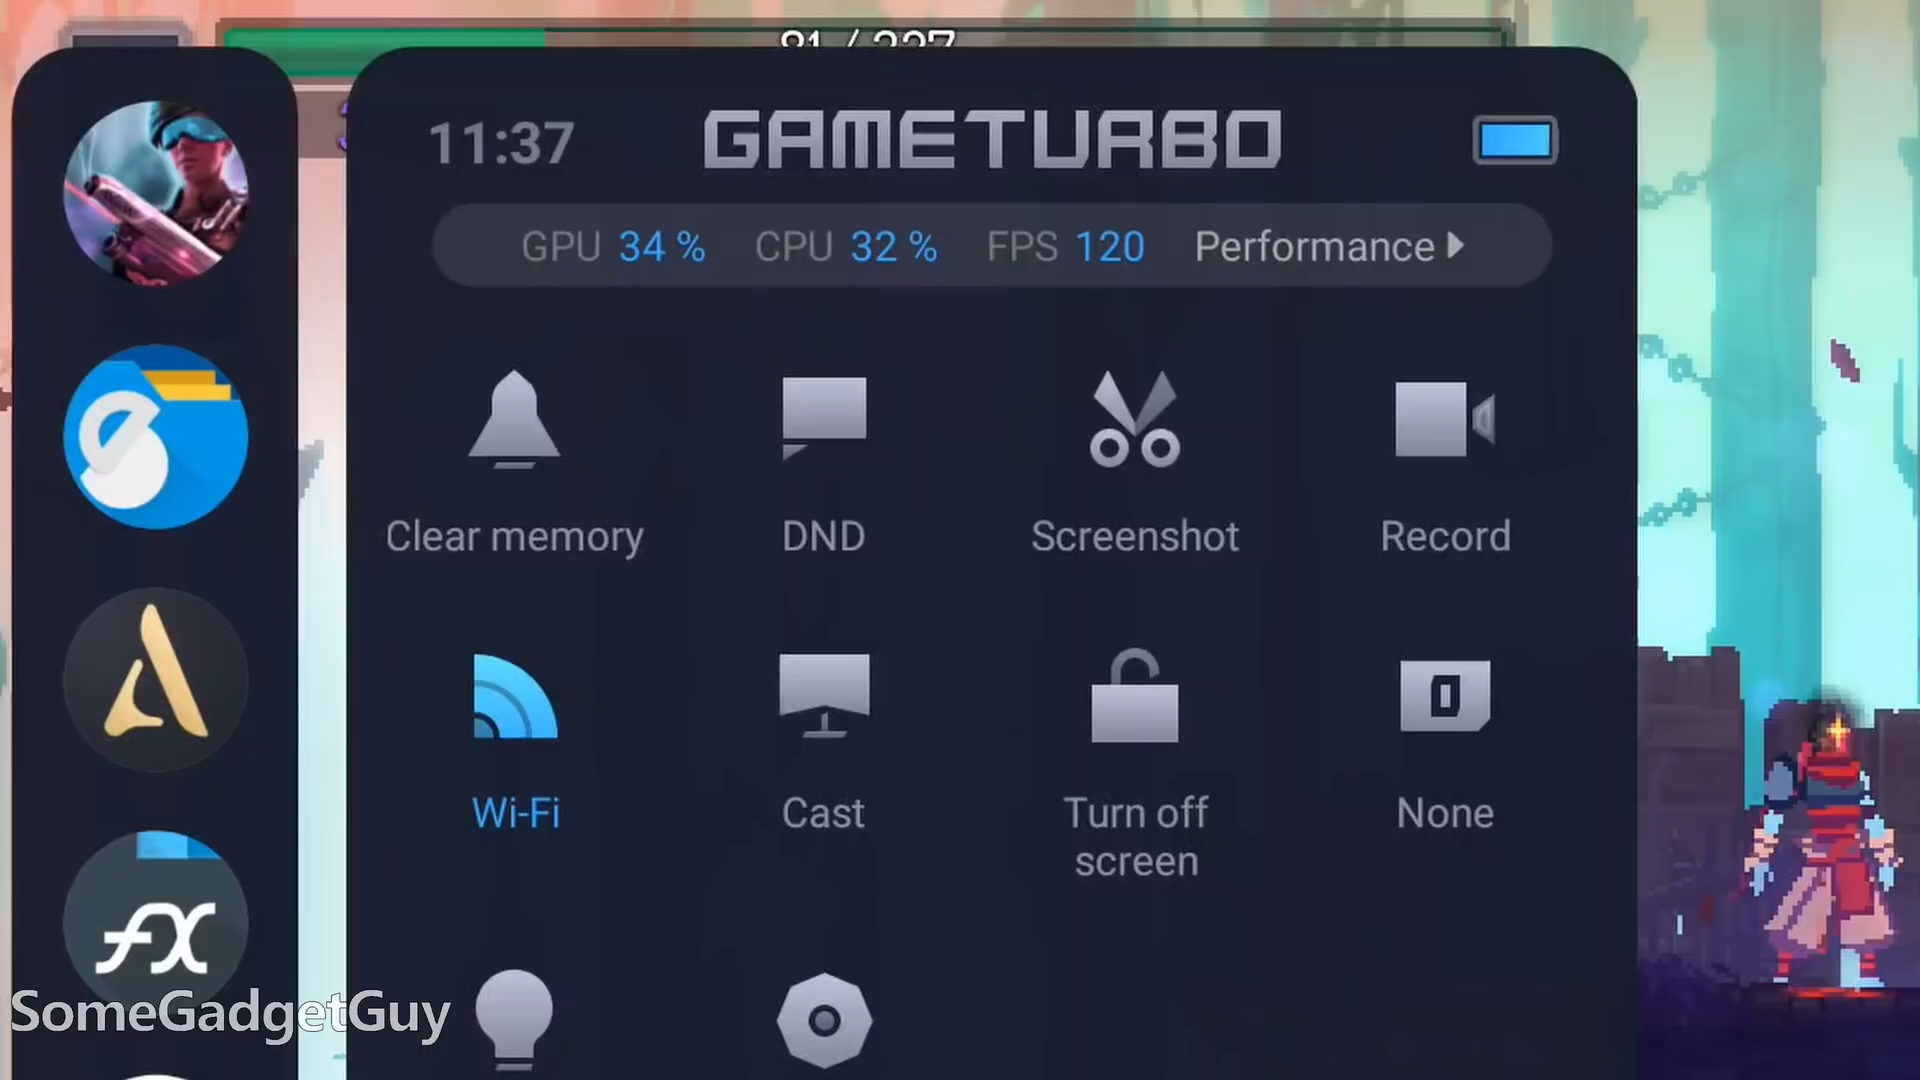 11:37
GAMETURBO
GPU 34 % CPU 32 % FPS 120 Performance
Clear memory
DND
Screenshot
Record
Wi-Fi
Cast
Turn off
screen
None
fX
SomeGadgetGuy